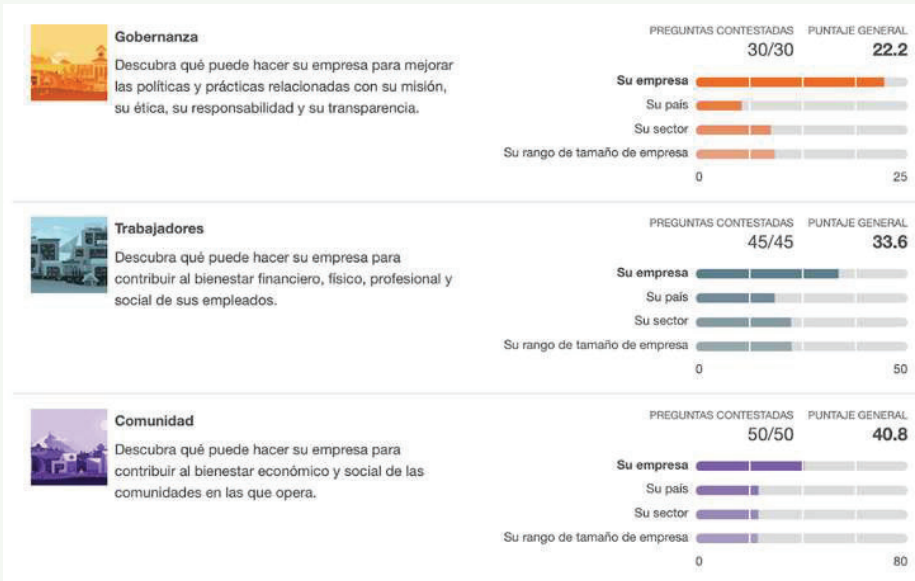 Gobernanza
Descubra qué puede hacer su empresa para mejorar
las políticas y prácticas relacionadas con su misión,
su ética, su responsabilidad y su transparencia.
PREGUNTAS CONTESTADAS PUNTAJE GENERAL
30/30 22.2
Su empresa
Su país
Su sector
Su rango de tamaño de empresa
0 25
Trabajadores
Descubra qué puede hacer su empresa para
contribuir al bienestar financiero, físico, profesional y
social de sus empleados.
PREGUNTAS CONTESTADAS PUNTAJE GENERAL
45/45 33.6
Su empresa
Su país
Su sector
Su rango de tamaño de empresa
0 50
Comunidad
Descubra qué puede hacer su empresa para
contribuir al bienestar económico y social de las
comunidades en las que opera.
PREGUNTAS CONTESTADAS PUNTAJE GENERAL
50/50 40.8
Su empresa
Su país
Su sector
Su rango de tamaño de empresa
0 80